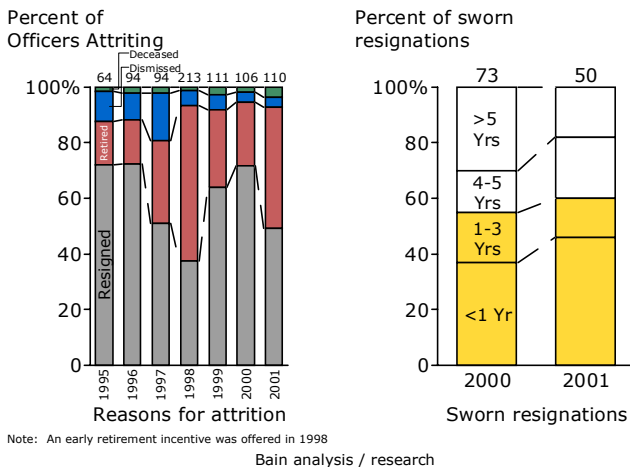 Percent of
Officers Attriting
Deceased
Dismissed
64 94 94 213 111 106 110
100%
80
60
40
20
0
Retired
Resigned
1995 1996 1997 1998 1999 2000 2001
Reasons for attrition
Note: An early retirement incentive was offered in 1998
Percent of sworn
resignations
73 50
100%
80
60
40
20
0
>5
Yrs
4-5
Yrs
1-3
Yrs
<1 Yr
2000 2001
Sworn resignations
Bain analysis / research